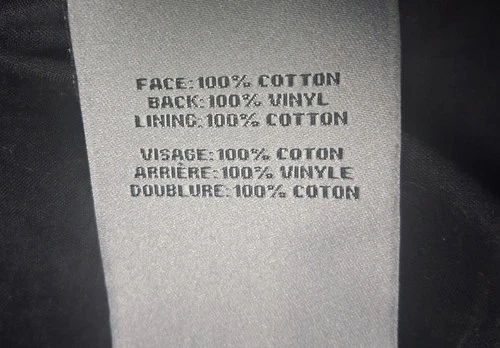 FACE: 100% COTTON
BACK: 100% VINYL
LINING: 100% COTTON
VISAGE: 100% COTON
ARRIÈRE: 100% VINYLE
DOUBLURE: 100% COTON